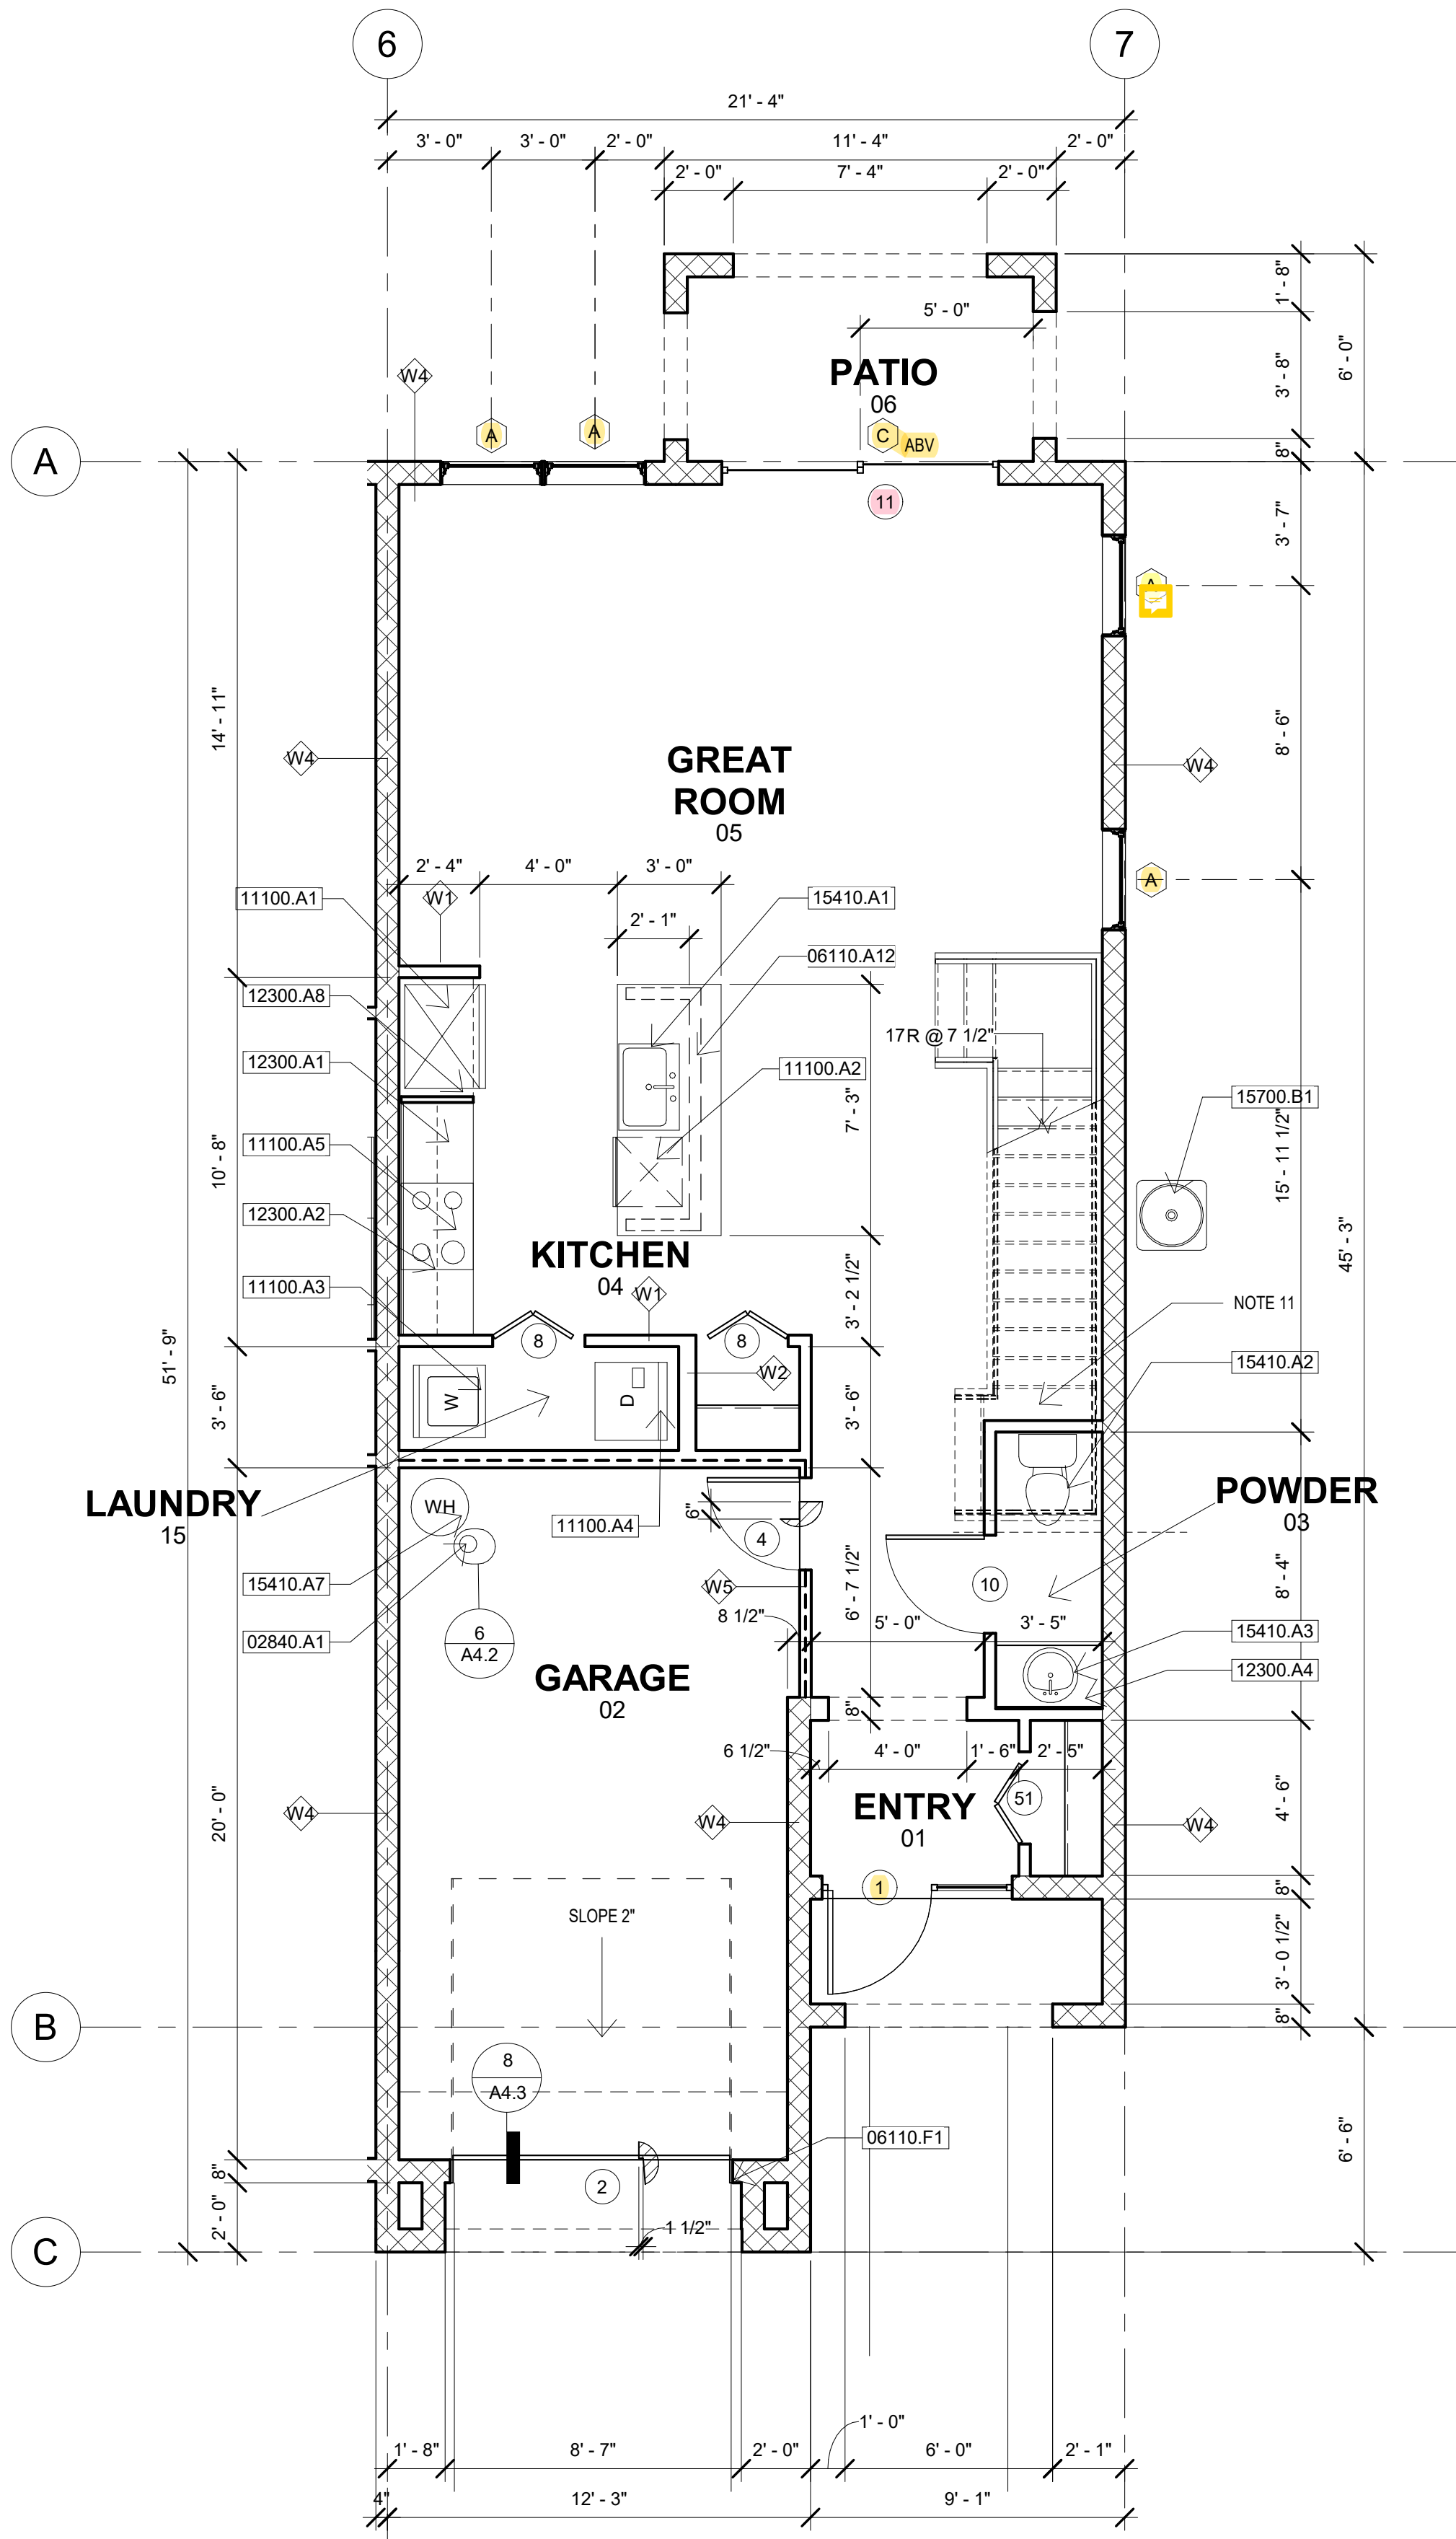 6
7
21' - 4"
3' - 0"
3' - 0"
2' - 0"
11' - 4"
2' - 0"
2' - 0"
7' - 4"
2' - 0"
1' - 8"
5' - 0"
6' - 0"
3' - 8"
PATIO
06
W4
A
A
C
ABV
8"
A
11
3' - 7"
A
14' - 11"
8' - 6"
W4
GREAT
ROOM
05
W4
2' - 4"
4' - 0"
3' - 0"
A
11100.A1
W1
15410.A1
2' - 1"
06110.A12
12300.A8
17R @ 7 1/2"
12300.A1
11100.A2
15700.B1
7' - 3"
10' - 8"
11100.A5
15' - 11 1/2"
12300.A2
45' - 3"
KITCHEN
04
11100.A3
W1
3' - 2 1/2"
NOTE 11
8
8
51' - 9"
W2
15410.A2
W
D
3' - 6"
3' - 6"
LAUNDRY
15
WH
6"
11100.A4
4
POWDER
03
15410.A7
W5
6' - 7 1/2"
10
8' - 4"
8 1/2"
5' - 0"
3' - 5"
02840.A1
6
A4.2
15410.A3
12300.A4
GARAGE
02
8"
6 1/2"
4' - 0"
1' - 6"
2' - 5"
20' - 0"
ENTRY
01
51
4' - 6"
W4
W4
W4
1
8"
SLOPE 2"
3' - 0 1/2"
B
8"
8
A4.3
06110.F1
6' - 6"
8"
2
2' - 0"
1 1/2"
C
1' - 0"
1' - 8"
8' - 7"
2' - 0"
6' - 0"
2' - 1"
4"
12' - 3"
9' - 1"